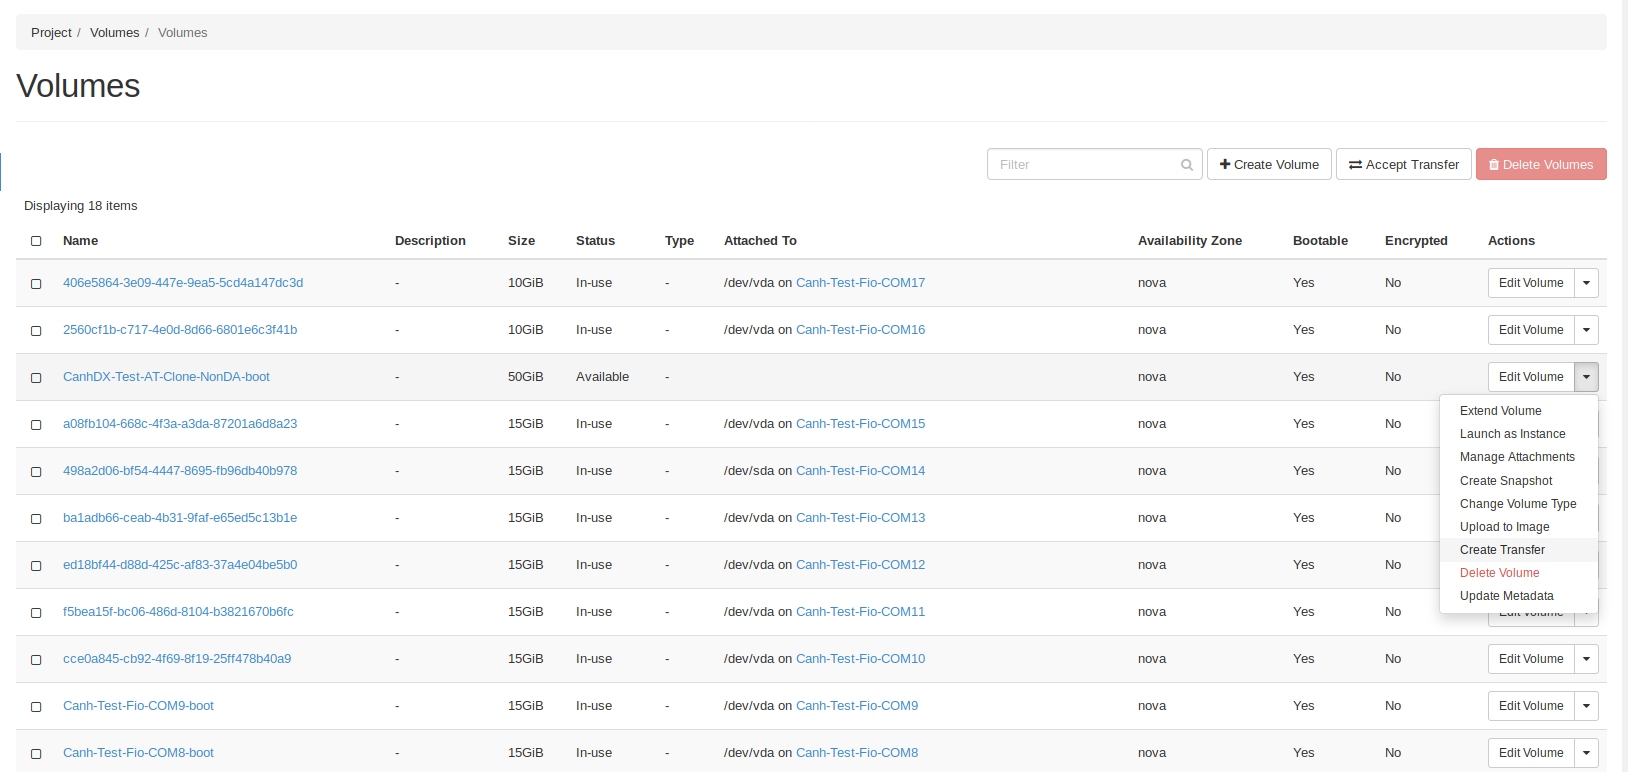 Project / Volumes / Volumes
Volumes
Filter Create Volume Accept Transfer Delete Volumes
Displaying 18 items
Name Description Size Status Type Attached To Availability Zone Bootable Encrypted Actions
406e5864-3e09-447e-9ea5-5cd4a147dc3d - 10GiB In-use - /dev/vda on Canh-Test-Fio-COM17 nova Yes No Edit Volume
2560cf1b-c717-4e0d-8d66-6801e6c3f41b - 10GiB In-use - /dev/vda on Canh-Test-Fio-COM16 nova Yes No Edit Volume
CanhDX-Test-AT-Clone-NonDA-boot - 50GiB Available - nova Yes No Edit Volume
Extend Volume
Launch as Instance
Manage Attachments
Create Snapshot
Change Volume Type
Upload to Image
Create Transfer
Delete Volume
Update Metadata
a08fb104-668c-4f3a-a3da-87201a6d8a23 - 15GiB In-use - /dev/vda on Canh-Test-Fio-COM15 nova Yes No
498a2d06-bf54-4447-8695-fb96db40b978 - 15GiB In-use - /dev/sda on Canh-Test-Fio-COM14 nova Yes No
ba1adb66-ceab-4b31-9faf-e65ed5c13b1e - 15GiB In-use - /dev/vda on Canh-Test-Fio-COM13 nova Yes No
ed18bf44-d88d-425c-af83-37a4e04be5b0 - 15GiB In-use - /dev/vda on Canh-Test-Fio-COM12 nova Yes No
f5bea15f-bc06-486d-8104-b3821670b6fc - 15GiB In-use - /dev/vda on Canh-Test-Fio-COM11 nova Yes No Edit Volume
cce0a845-cb92-4f69-8f19-25ff478b40a9 - 15GiB In-use - /dev/vda on Canh-Test-Fio-COM10 nova Yes No Edit Volume
Canh-Test-Fio-COM9-boot - 15GiB In-use - /dev/vda on Canh-Test-Fio-COM9 nova Yes No Edit Volume
Canh-Test-Fio-COM8-boot - 15GiB In-use - /dev/vda on Canh-Test-Fio-COM8 nova Yes No Edit Volume